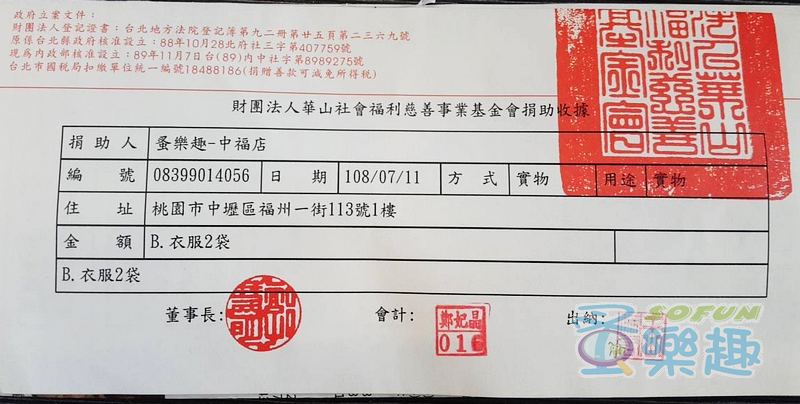 政府立案文件：
財團法人登記證書：台北地方法院登記簿第九二冊第廿五頁第二三六九號
原係台北縣政府核准設立：88年10月28北府社三字第407759號
現為內政部核准設立：89年11月7日台(89)內中社字第8989275號
台北市國稅局扣繳單位統一編號18488186(捐贈善款可減免所得稅)
財團法人華山社會福利慈善事業基金會捐助收據
捐助人 蚤樂趣-中福店
編號 08399014056 日期 108/07/11 方式 實物 用途 實物
住址 桃園市中壢區福州一街113號1樓
金額 B.衣服2袋
B.衣服2袋
董事長: 會計: 出納:
鄭妃晶
016
SOFUN
蚤樂趣